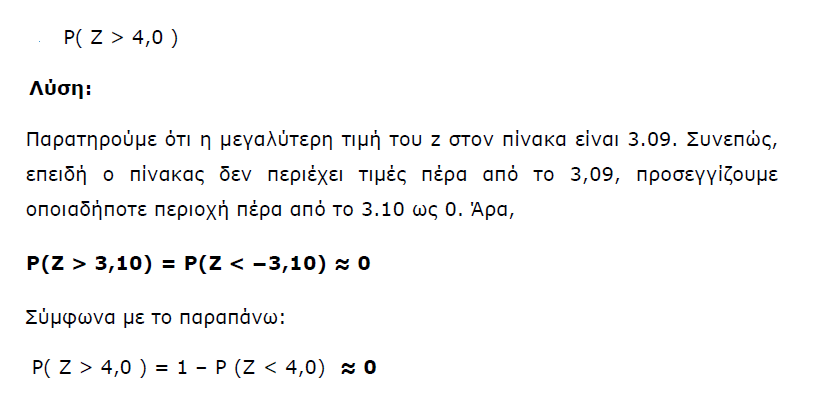 P( Z > 4,0 )
Λύση:
Παρατηρούμε ότι η μεγαλύτερη τιμή του z στον πίνακα είναι 3.09. Συνεπώς,
επειδή ο πίνακας δεν περιέχει τιμές πέρα από το 3,09, προσεγγίζουμε
οποιαδήποτε περιοχή πέρα από το 3.10 ως 0. Άρα,
P(Z > 3,10) = P(Z < −3,10) ≈ 0
Σύμφωνα με το παραπάνω:
P( Z > 4,0 ) = 1 – P (Z < 4,0) ≈ 0